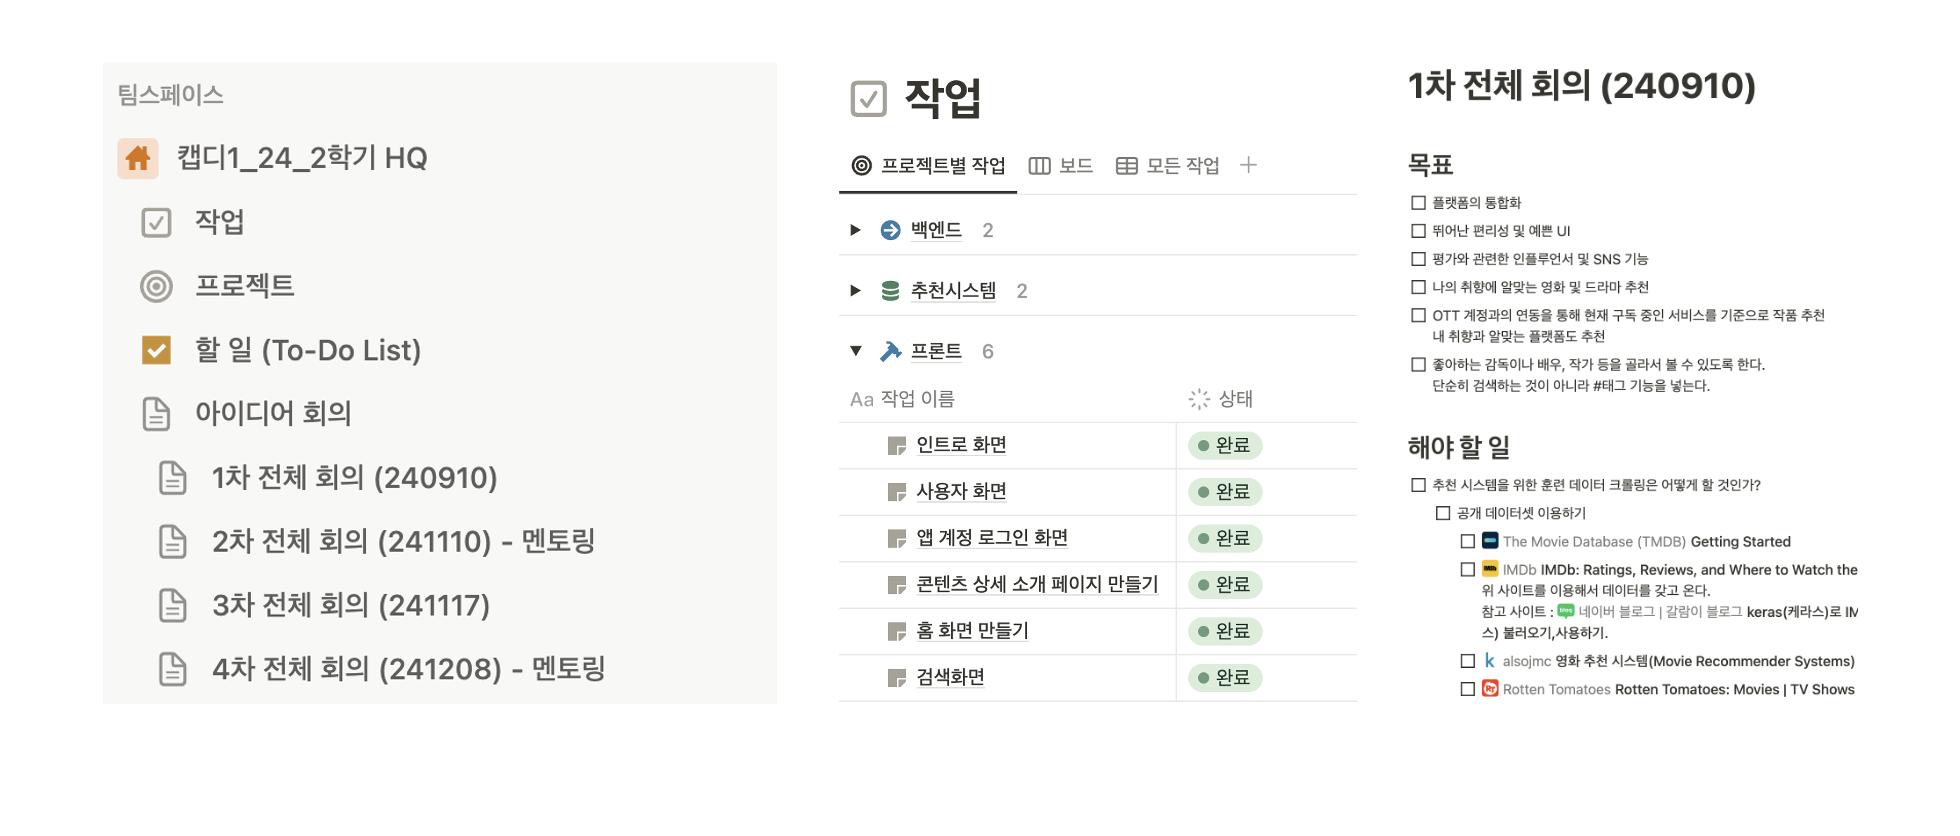 팀스페이스
캡디1_24_2학기 HQ
작업
프로젝트
할 일 (To-Do List)
아이디어 회의
1차 전체 회의 (240910)
2차 전체 회의 (241110) - 멘토링
3차 전체 회의 (241117)
4차 전체 회의 (241208) - 멘토링
작업
프로젝트별 작업 보드 모든 작업 +
백엔드 2
추천시스템 2
프론트 6
Aa 작업 이름 상태
인트로 화면 완료
사용자 화면 완료
앱 계정 로그인 화면 완료
콘텐츠 상세 소개 페이지 만들기 완료
홈 화면 만들기 완료
검색화면 완료
1차 전체 회의 (240910)
목표
플랫폼의 통합화
뛰어난 편리성 및 예쁜 UI
평가와 관련한 인플루언서 및 SNS 기능
나의 취향에 알맞는 영화 및 드라마 추천
OTT 계정과의 연동을 통해 현재 구독 중인 서비스를 기준으로 작품 추천
내 취향과 알맞는 플랫폼도 추천
좋아하는 감독이나 배우, 작가 등을 골라서 볼 수 있도록 한다.
단순히 검색하는 것이 아니라 #태그 기능을 넣는다.
해야 할 일
추천 시스템을 위한 훈련 데이터 크롤링은 어떻게 할 것인가?
공개 데이터셋 이용하기
The Movie Database (TMDB) Getting Started
IMDb IMDb IMDb: Ratings, Reviews, and Where to Watch the
위 사이트를 이용해서 데이터를 갖고 온다.
참고 사이트 : blog 네이버 블로그 | 갈람이 블로그 keras(케라스)로 IM
스) 불러오기,사용하기.
k alsojmc 영화 추천 시스템(Movie Recommender Systems)
Rotten Tomatoes Rotten Tomatoes: Movies | TV Shows